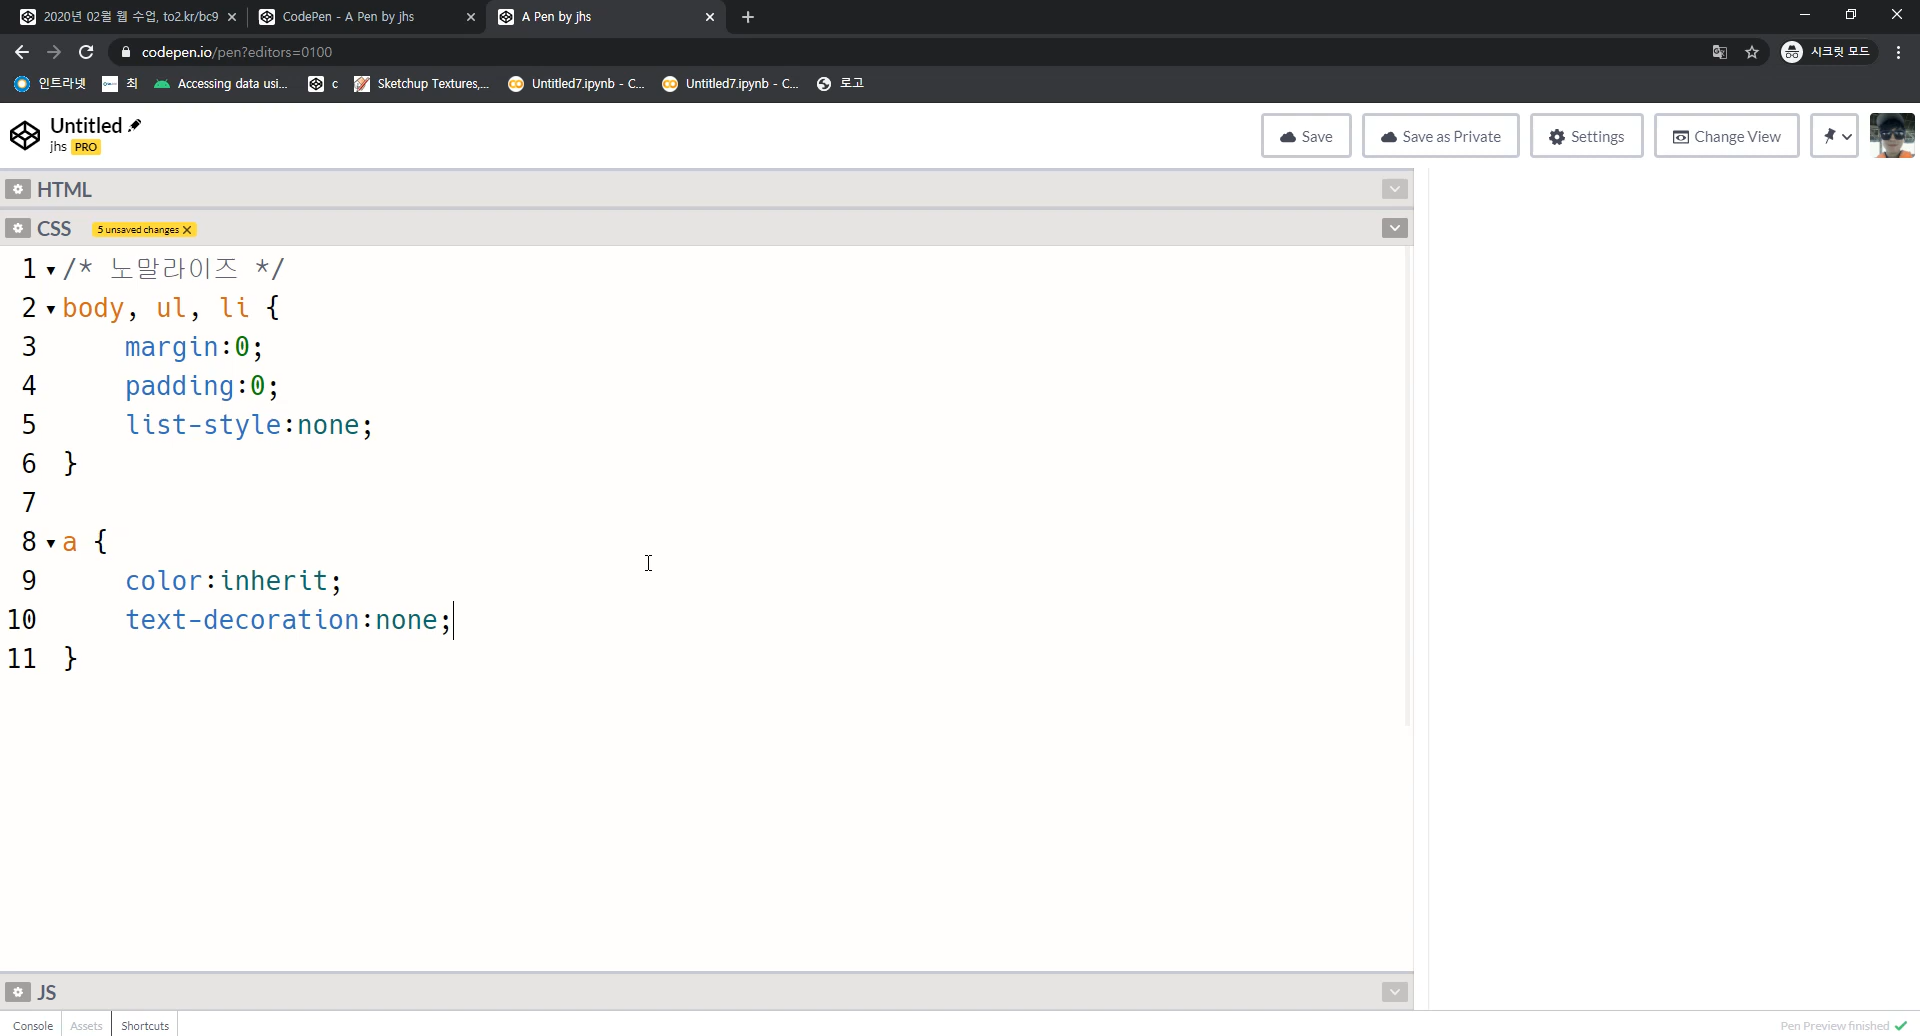 2020년 02월 웹 수업, to2.kr/bc9
CodePen - A Pen by jhs
A Pen by jhs
codepen.io/pen?editors=0100
시크릿 모드
인트라넷
최
Accessing data usi...
c
Sketchup Textures,...
Untitled7.ipynb - C...
Untitled7.ipynb - C...
로고
Untitled
jhs PRO
Save
Save as Private
Settings
Change View
HTML
CSS 5 unsaved changes
1 /* 노말라이즈 */
2 body, ul, li {
3 margin:0;
4 padding:0;
5 list-style:none;
6 }
7
8 a {
9 color:inherit;
10 text-decoration:none;
11 }
JS
Console Assets Shortcuts
Pen Preview finished